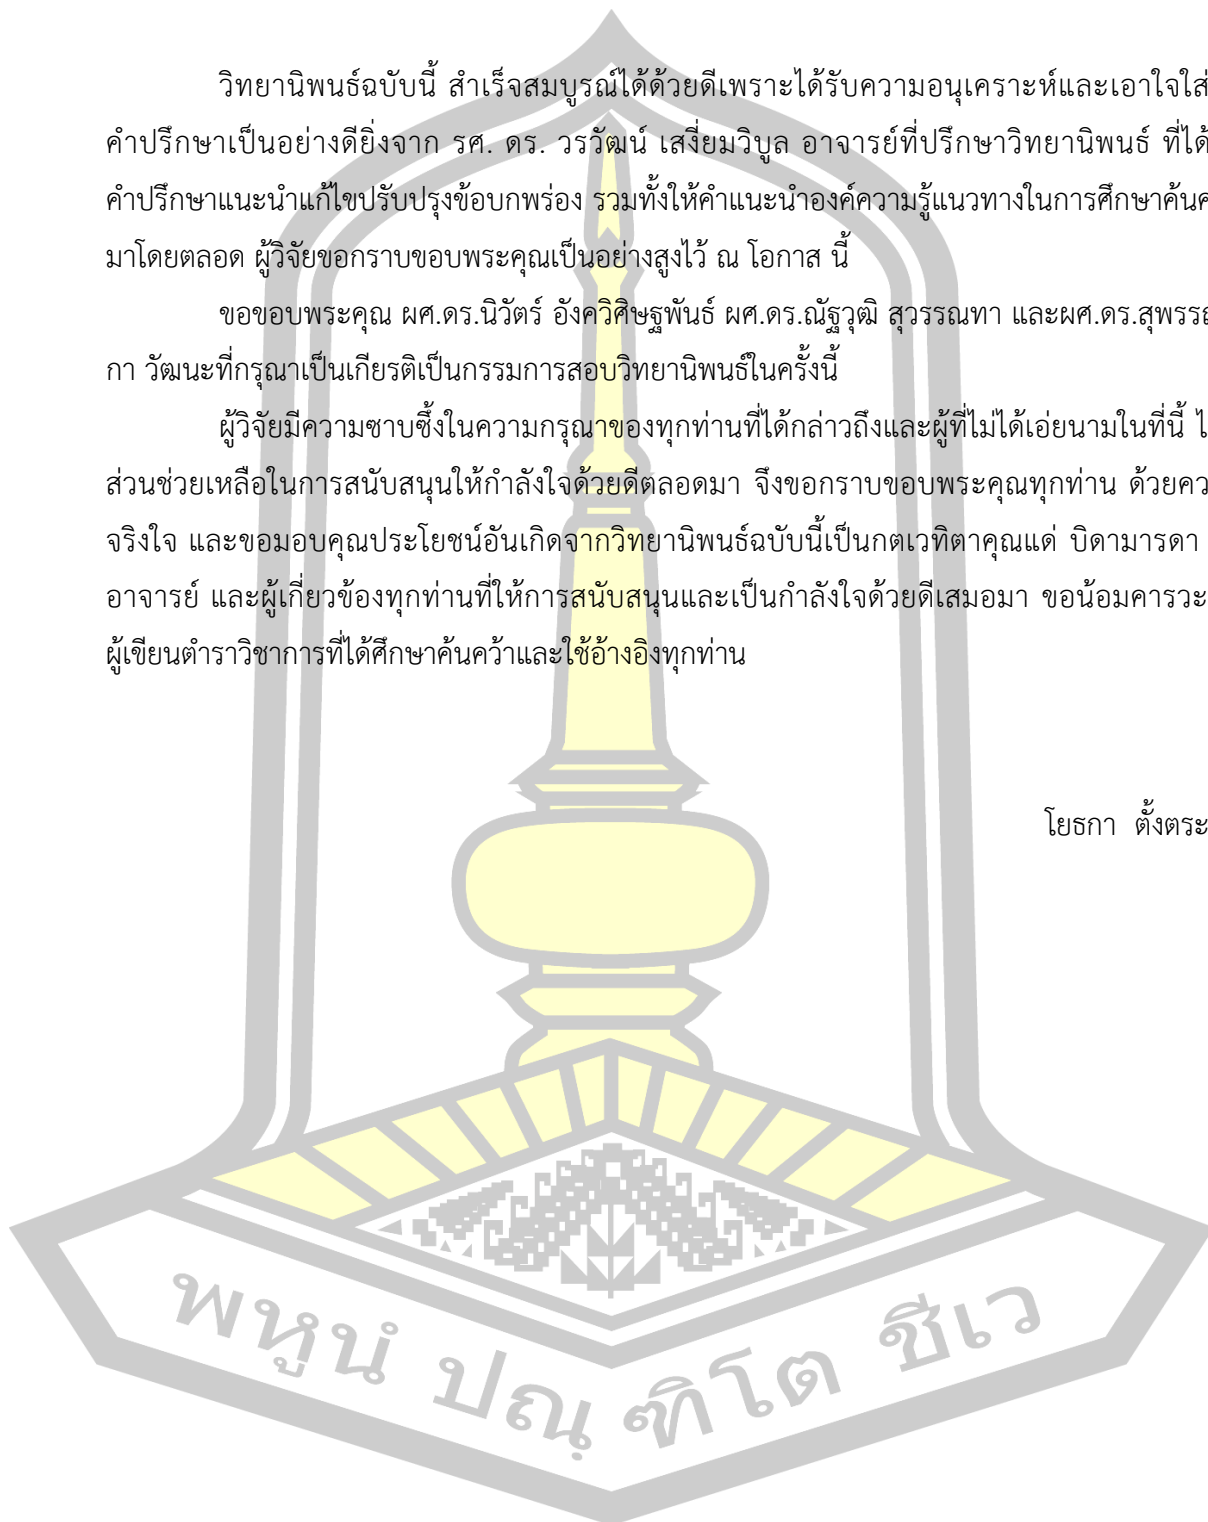 วิทยานิพนธ์ฉบับนี้ สำเร็จสมบูรณ์ได้ด้วยดีเพราะได้รับความอนุเคราะห์และเอาใจใส่
คำปรึกษาเป็นอย่างดียิ่งจาก รศ. ดร. วรวัฒน์ เสงี่ยมวิบูล อาจารย์ที่ปรึกษาวิทยานิพนธ์ ที่ได้
คำปรึกษาแนะนำแก้ไขปรับปรุงข้อบกพร่อง รวมทั้งให้คำแนะนำองค์ความรู้แนวทางในการศึกษาค้นค
มาโดยตลอด ผู้วิจัยขอกราบขอบพระคุณเป็นอย่างสูงไว้ ณ โอกาส นี้
ขอขอบพระคุณ ผศ.ดร.นิวัตร์ อังควิศิษฐพันธ์ ผศ.ดร.ณัฐวุฒิ สุวรรณทา และผศ.ดร.สุพรรณ
กา วัฒนะที่กรุณาเป็นเกียรติเป็นกรรมการสอบวิทยานิพนธ์ในครั้งนี้
ผู้วิจัยมีความซาบซึ้งในความกรุณาของทุกท่านที่ได้กล่าวถึงและผู้ที่ไม่ได้เอ่ยนามในที่นี้ ไ
ส่วนช่วยเหลือในการสนับสนุนให้กำลังใจด้วยดีตลอดมา จึงขอกราบขอบพระคุณทุกท่าน ด้วยคว
จริงใจ และขอมอบคุณประโยชน์อันเกิดจากวิทยานิพนธ์ฉบับนี้เป็นกตเวทิตาคุณแด่ บิดามารดา
อาจารย์ และผู้เกี่ยวข้องทุกท่านที่ให้การสนับสนุนและเป็นกำลังใจด้วยดีเสมอมา ขอน้อมคารวะ
ผู้เขียนตำราวิชาการที่ได้ศึกษาค้นคว้าและใช้อ้างอิงทุกท่าน
โยธกา ตั้งตระ
พหูนํ ปณฺ ฑิโต ชีเว